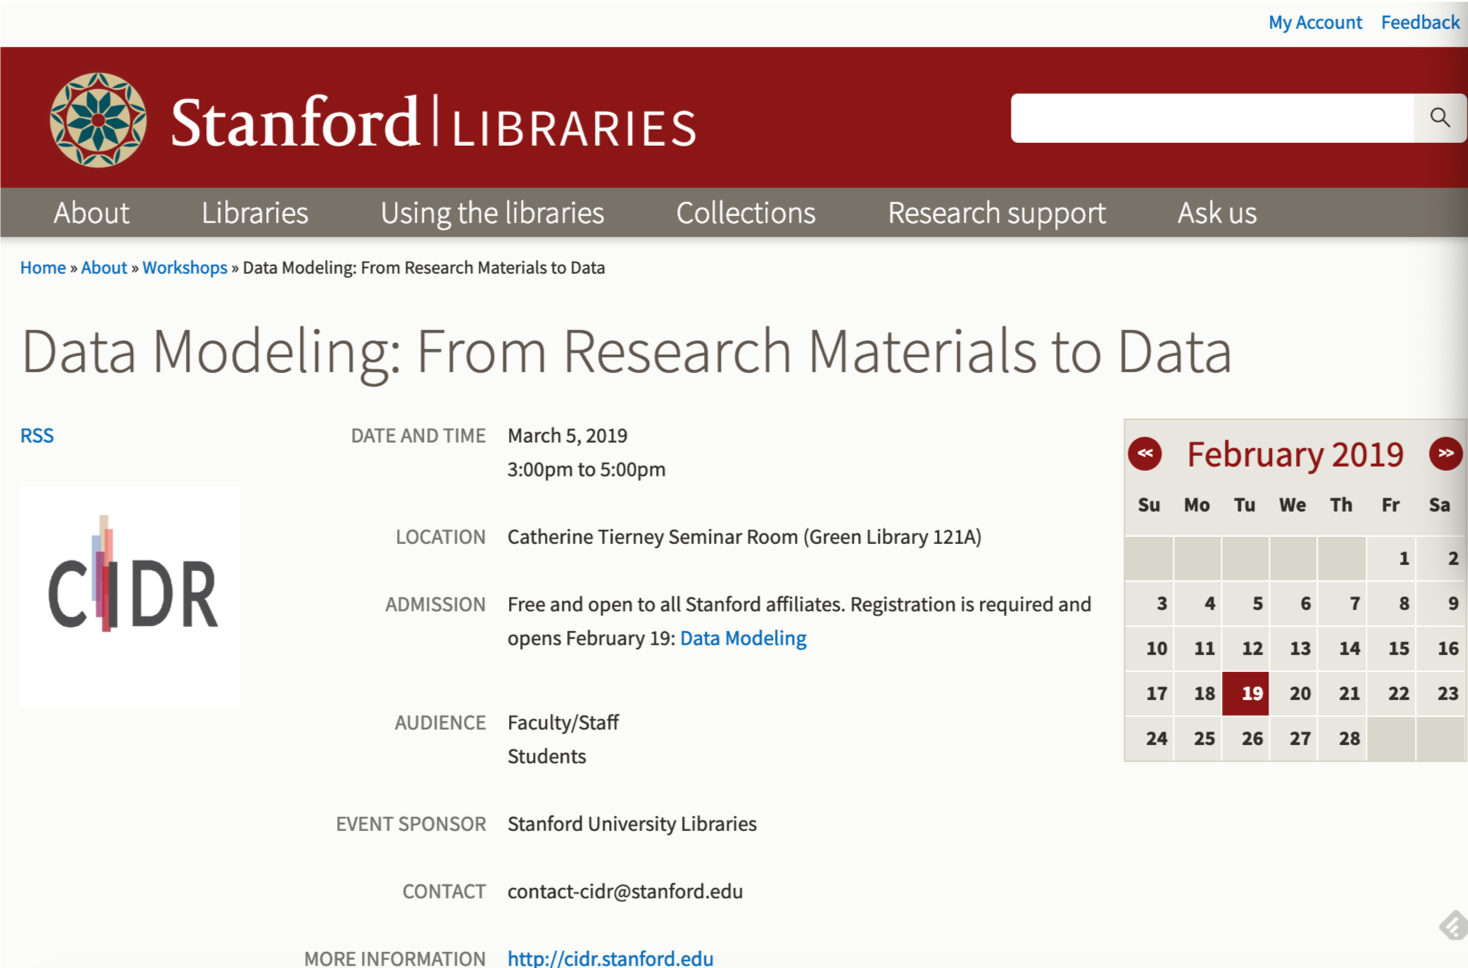 My Account Feedback
Stanford LIBRARIES
About Libraries Using the libraries Collections Research support Ask us
Home » About » Workshops » Data Modeling: From Research Materials to Data
Data Modeling: From Research Materials to Data
RSS
CIDR
DATE AND TIME March 5, 2019
3:00pm to 5:00pm
LOCATION Catherine Tierney Seminar Room (Green Library 121A)
ADMISSION Free and open to all Stanford affiliates. Registration is required and
opens February 19: Data Modeling
AUDIENCE Faculty/Staff
Students
EVENT SPONSOR Stanford University Libraries
CONTACT contact-cidr@stanford.edu
MORE INFORMATION http://cidr.stanford.edu
« February 2019 »
Su Mo Tu We Th Fr Sa
1 2
3 4 5 6 7 8 9
10 11 12 13 14 15 16
17 18 19 20 21 22 23
24 25 26 27 28